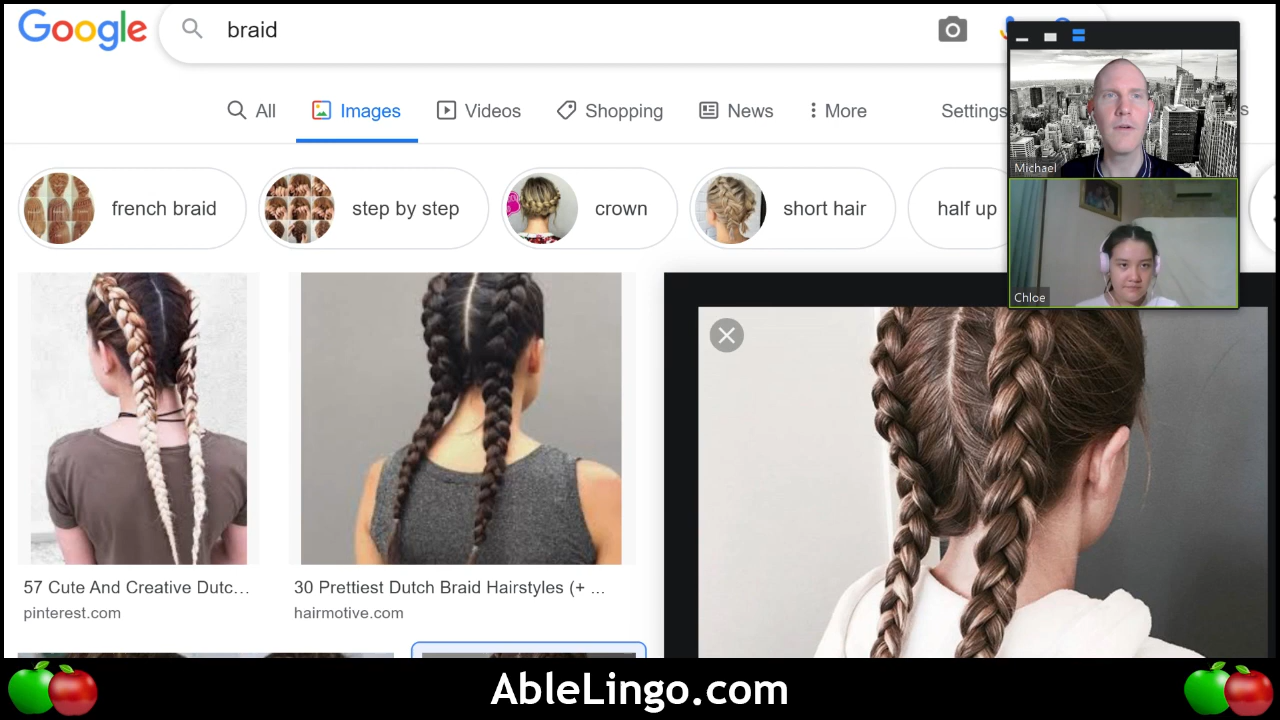 Google
braid
All
Images
Videos
Shopping
News
More
Settings
Michael
Chloe
french braid
step by step
crown
short hair
half up
57 Cute And Creative Dutc...
pinterest.com
30 Prettiest Dutch Braid Hairstyles (+ ...
hairmotive.com
AbleLingo.com